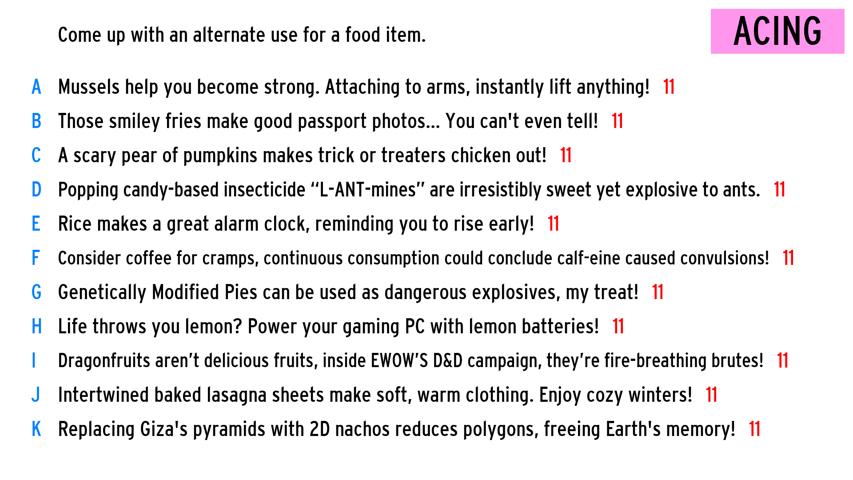 Come up with an alternate use for a food item.
ACING
A Mussels help you become strong. Attaching to arms, instantly lift anything! 11
B Those smiley fries make good passport photos... You can't even tell! 11
C A scary pear of pumpkins makes trick or treaters chicken out! 11
D Popping candy-based insecticide “L-ANT-mines” are irresistibly sweet yet explosive to ants. 11
E Rice makes a great alarm clock, reminding you to rise early! 11
F Consider coffee for cramps, continuous consumption could conclude calf-eine caused convulsions! 11
G Genetically Modified Pies can be used as dangerous explosives, my treat! 11
H Life throws you lemon? Power your gaming PC with lemon batteries! 11
I Dragonfruits aren’t delicious fruits, inside EWOW’S D&D campaign, they’re fire-breathing brutes! 11
J Intertwined baked lasagna sheets make soft, warm clothing. Enjoy cozy winters! 11
K Replacing Giza's pyramids with 2D nachos reduces polygons, freeing Earth's memory! 11